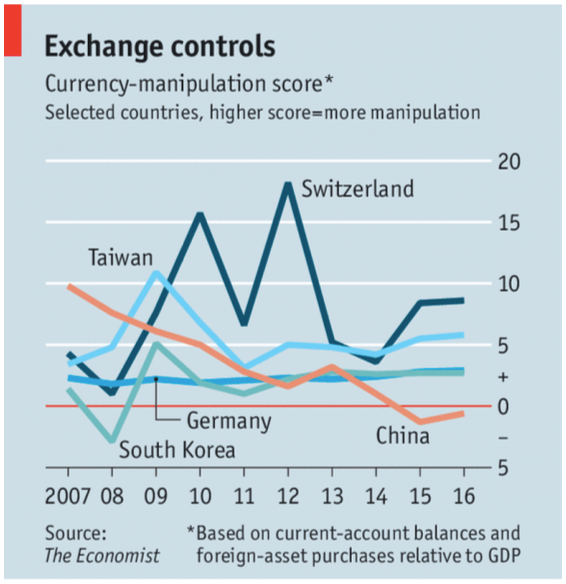 Exchange controls
Currency-manipulation score*
Selected countries, higher score=more manipulation
20
Switzerland
15
Taiwan
10
5
+
0
Germany
China
–
South Korea
5
2007 08 09 10 11 12 13 14 15 16
Source:
The Economist
*Based on current-account balances and
foreign-asset purchases relative to GDP